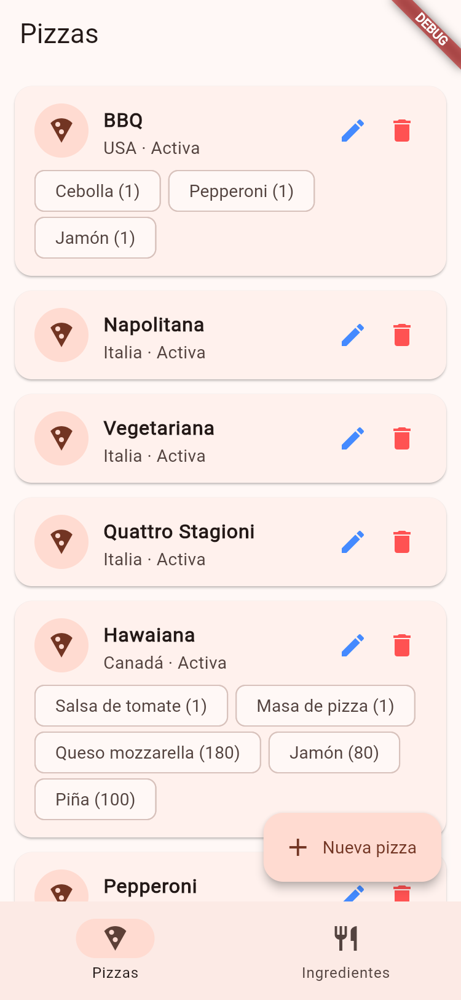 Pizzas
DEBUG
BBQ
USA · Activa
Cebolla (1)
Pepperoni (1)
Jamón (1)
Napolitana
Italia · Activa
Vegetariana
Italia · Activa
Quattro Stagioni
Italia · Activa
Hawaiana
Canadá · Activa
Salsa de tomate (1)
Masa de pizza (1)
Queso mozzarella (180)
Jamón (80)
Piña (100)
Nueva pizza
Pepperoni
Pizzas
Ingredientes